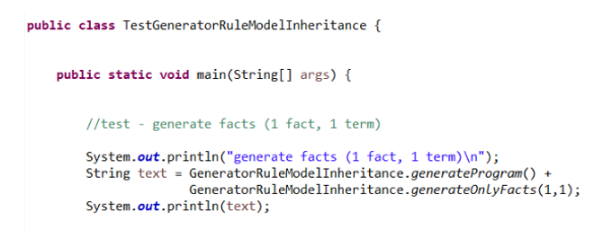 public class TestGeneratorRuleModelInheritance {
public static void main(String[] args) {
//test - generate facts (1 fact, 1 term)
System.out.println("generate facts (1 fact, 1 term)\n");
String text = GeneratorRuleModelInheritance.generateProgram() +
GeneratorRuleModelInheritance.generateOnlyFacts(1,1);
System.out.println(text);